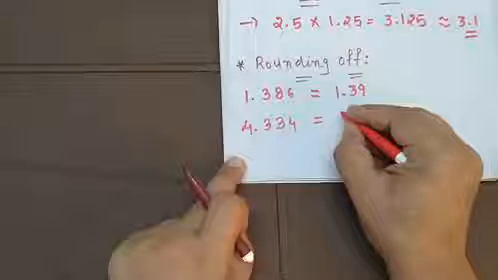 → 2.5 × 1.25 = 3.125 ≈ 3.1
* Rounding off:
1.386 = 1.39
4.334 =